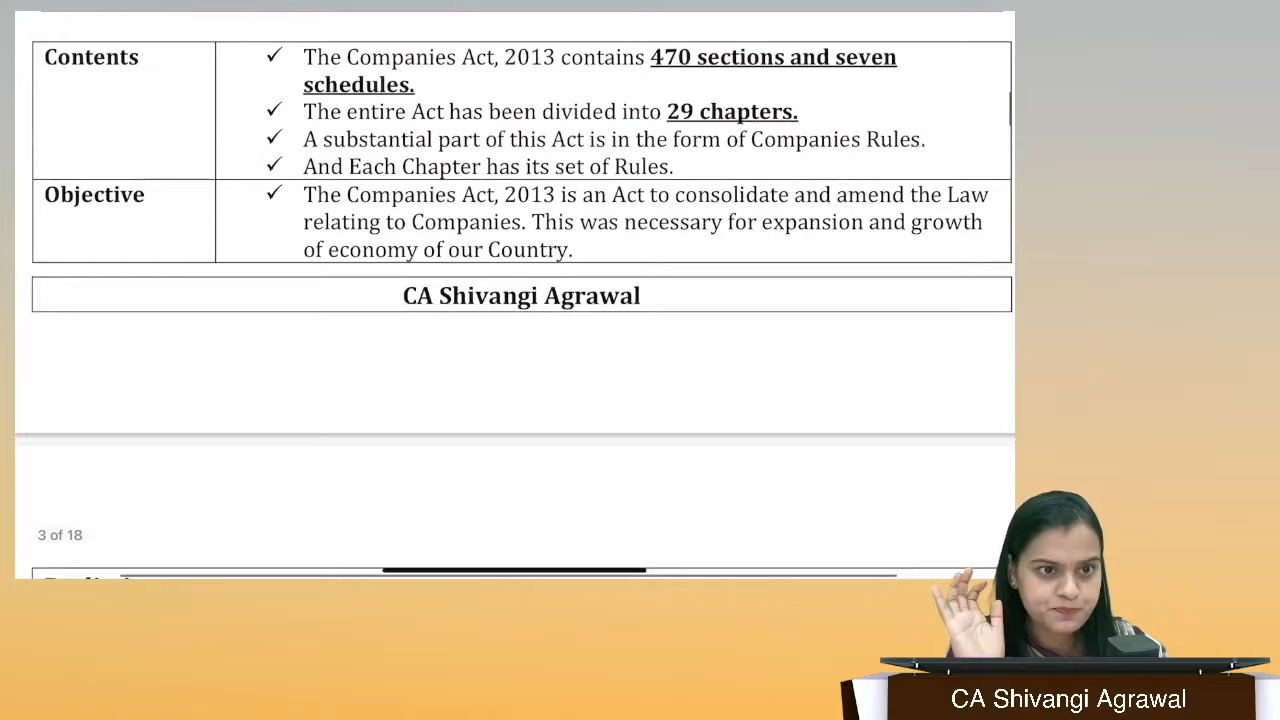 Contents
✓ The Companies Act, 2013 contains 470 sections and seven
schedules.
✓ The entire Act has been divided into 29 chapters.
✓ A substantial part of this Act is in the form of Companies Rules.
✓ And Each Chapter has its set of Rules.
Objective
✓ The Companies Act, 2013 is an Act to consolidate and amend the Law
relating to Companies. This was necessary for expansion and growth
of economy of our Country.
CA Shivangi Agrawal
3 of 18
CA Shivangi Agrawal